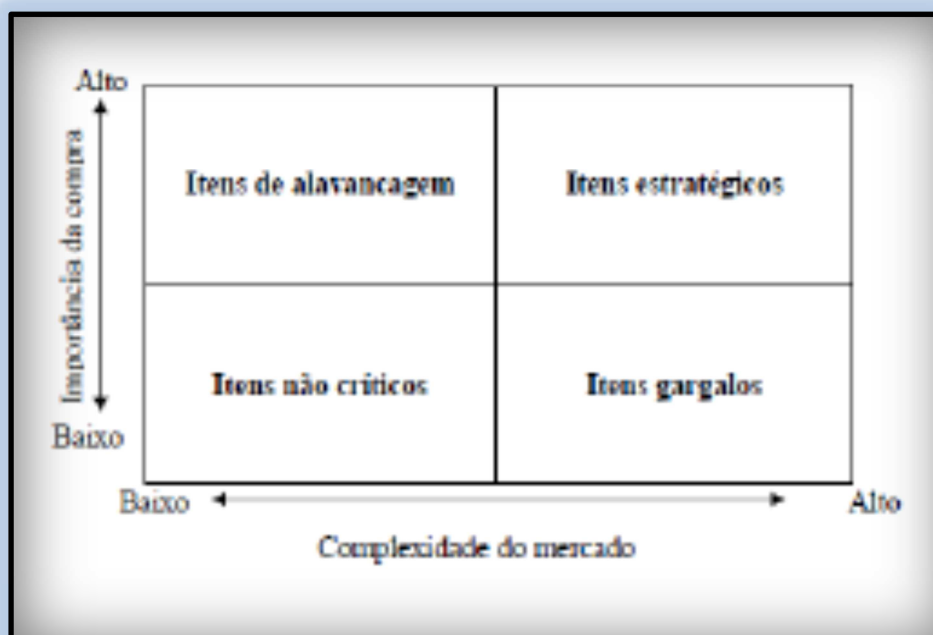 Alto
Importância da compra
Itens de alavancagem
Itens estratégicos
Itens não críticos
Itens gargalos
Baixo
Baixo
Alto
Complexidade do mercado